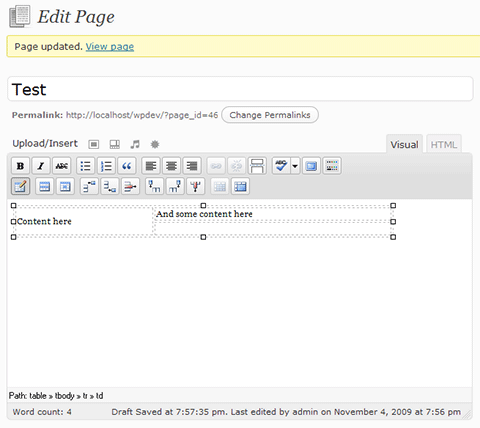 Edit Page
Page updated. View page
Test
Permalink: http://localhost/wpdev/?page_id=46 Change Permalinks
Upload/Insert Visual HTML
B I ABC ABC
And some content here
Content here
Path: table » tbody » tr » td
Word count: 4 Draft Saved at 7:57:35 pm. Last edited by admin on November 4, 2009 at 7:56 pm